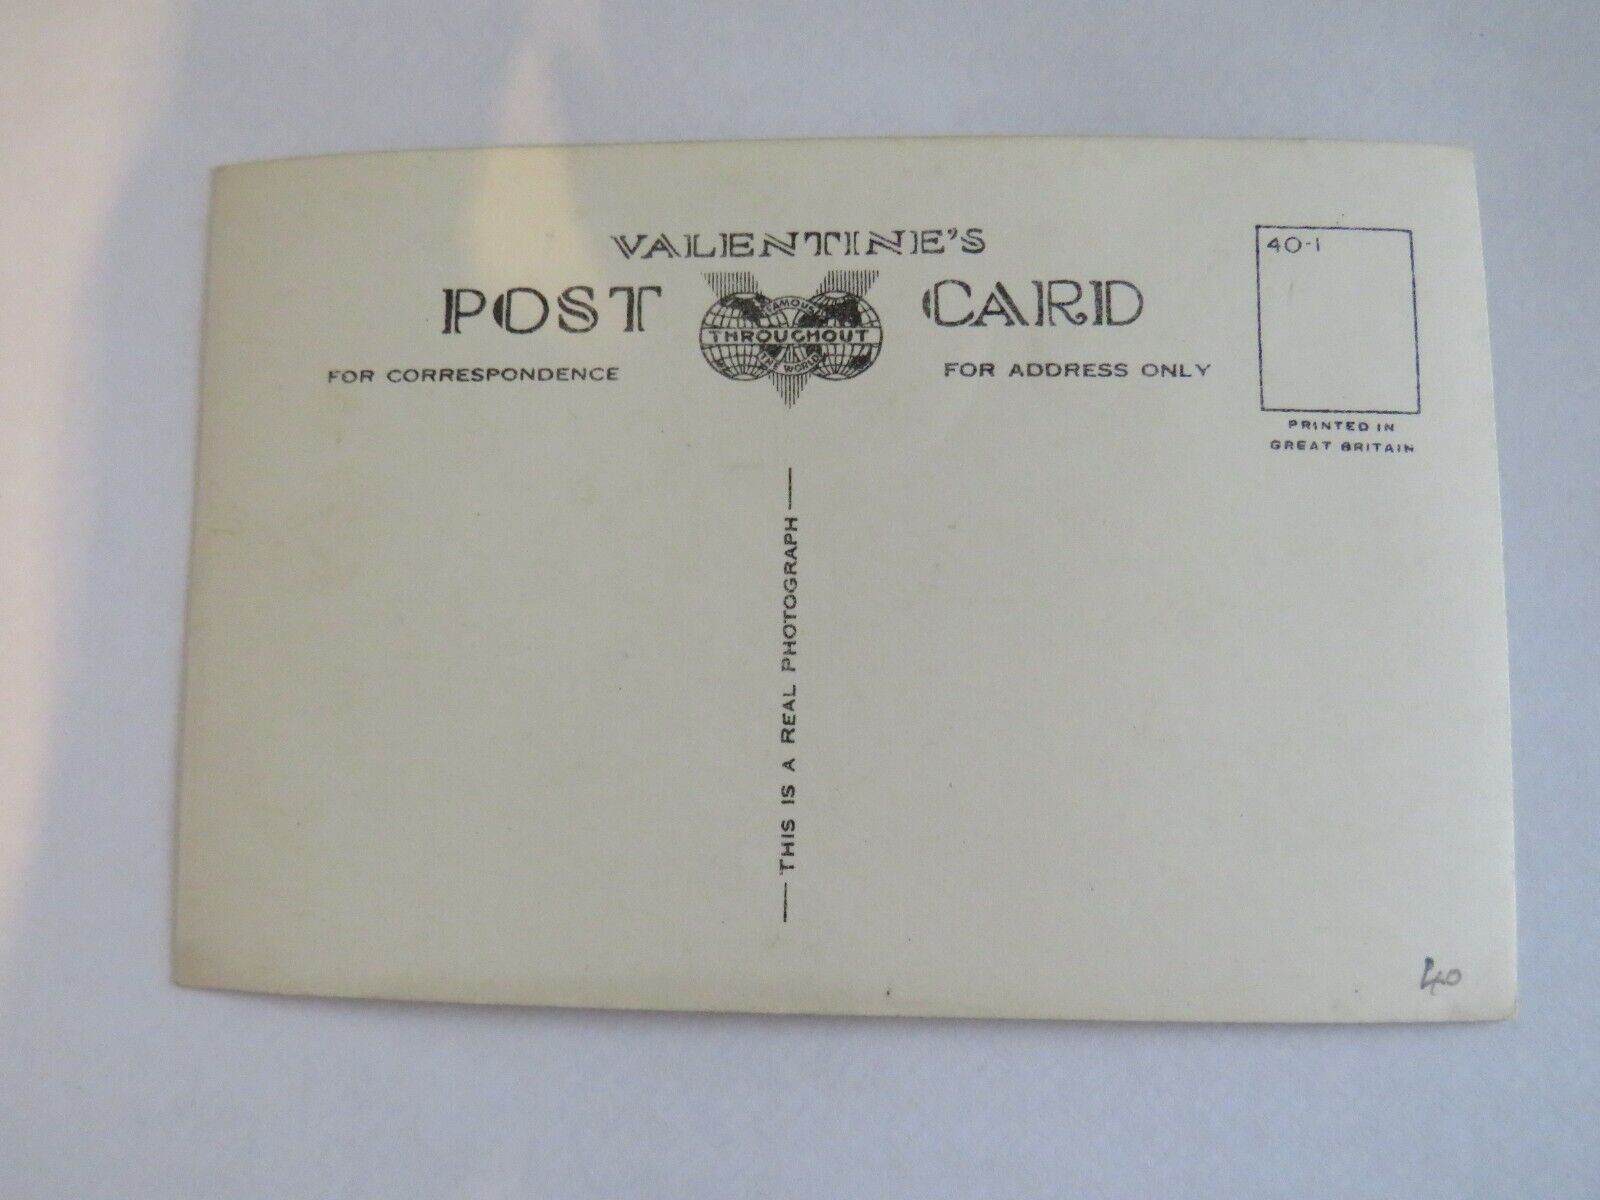 VALENTINE'S
POST CARD
FAMOUS
THROUGHOUT
THE WORLD
FOR CORRESPONDENCE
FOR ADDRESS ONLY
40-1
PRINTED IN
GREAT BRITAIN
THIS IS A REAL PHOTOGRAPH
40